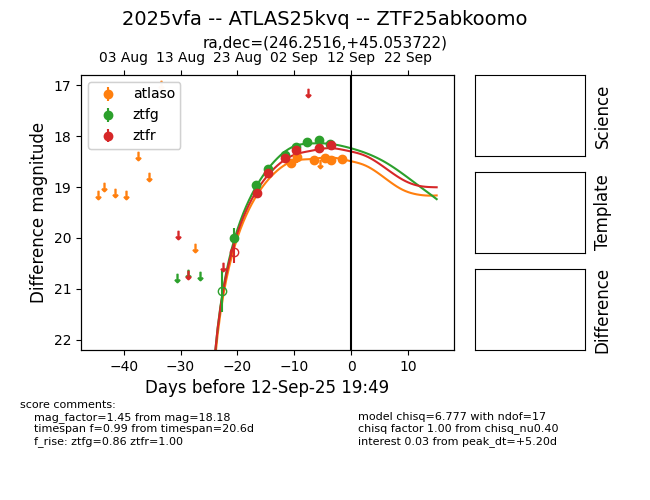 2025vfa -- ATLAS25kvq -- ZTF25abkoomo
ra,dec=(246.2516,+45.053722)
03 Aug 13 Aug 23 Aug 02 Sep 12 Sep 22 Sep
17
18
19
20
21
22
Difference magnitude
atlaso
ztfg
ztfr
−40 −30 −20 −10 0 10
Days before 12-Sep-25 19:49
Science
Template
Difference
score comments:
mag_factor=1.45 from mag=18.18
timespan f=0.99 from timespan=20.6d
f_rise: ztfg=0.86 ztfr=1.00
model chisq=6.777 with ndof=17
chisq factor 1.00 from chisq_nu0.40
interest 0.03 from peak_dt=+5.20d